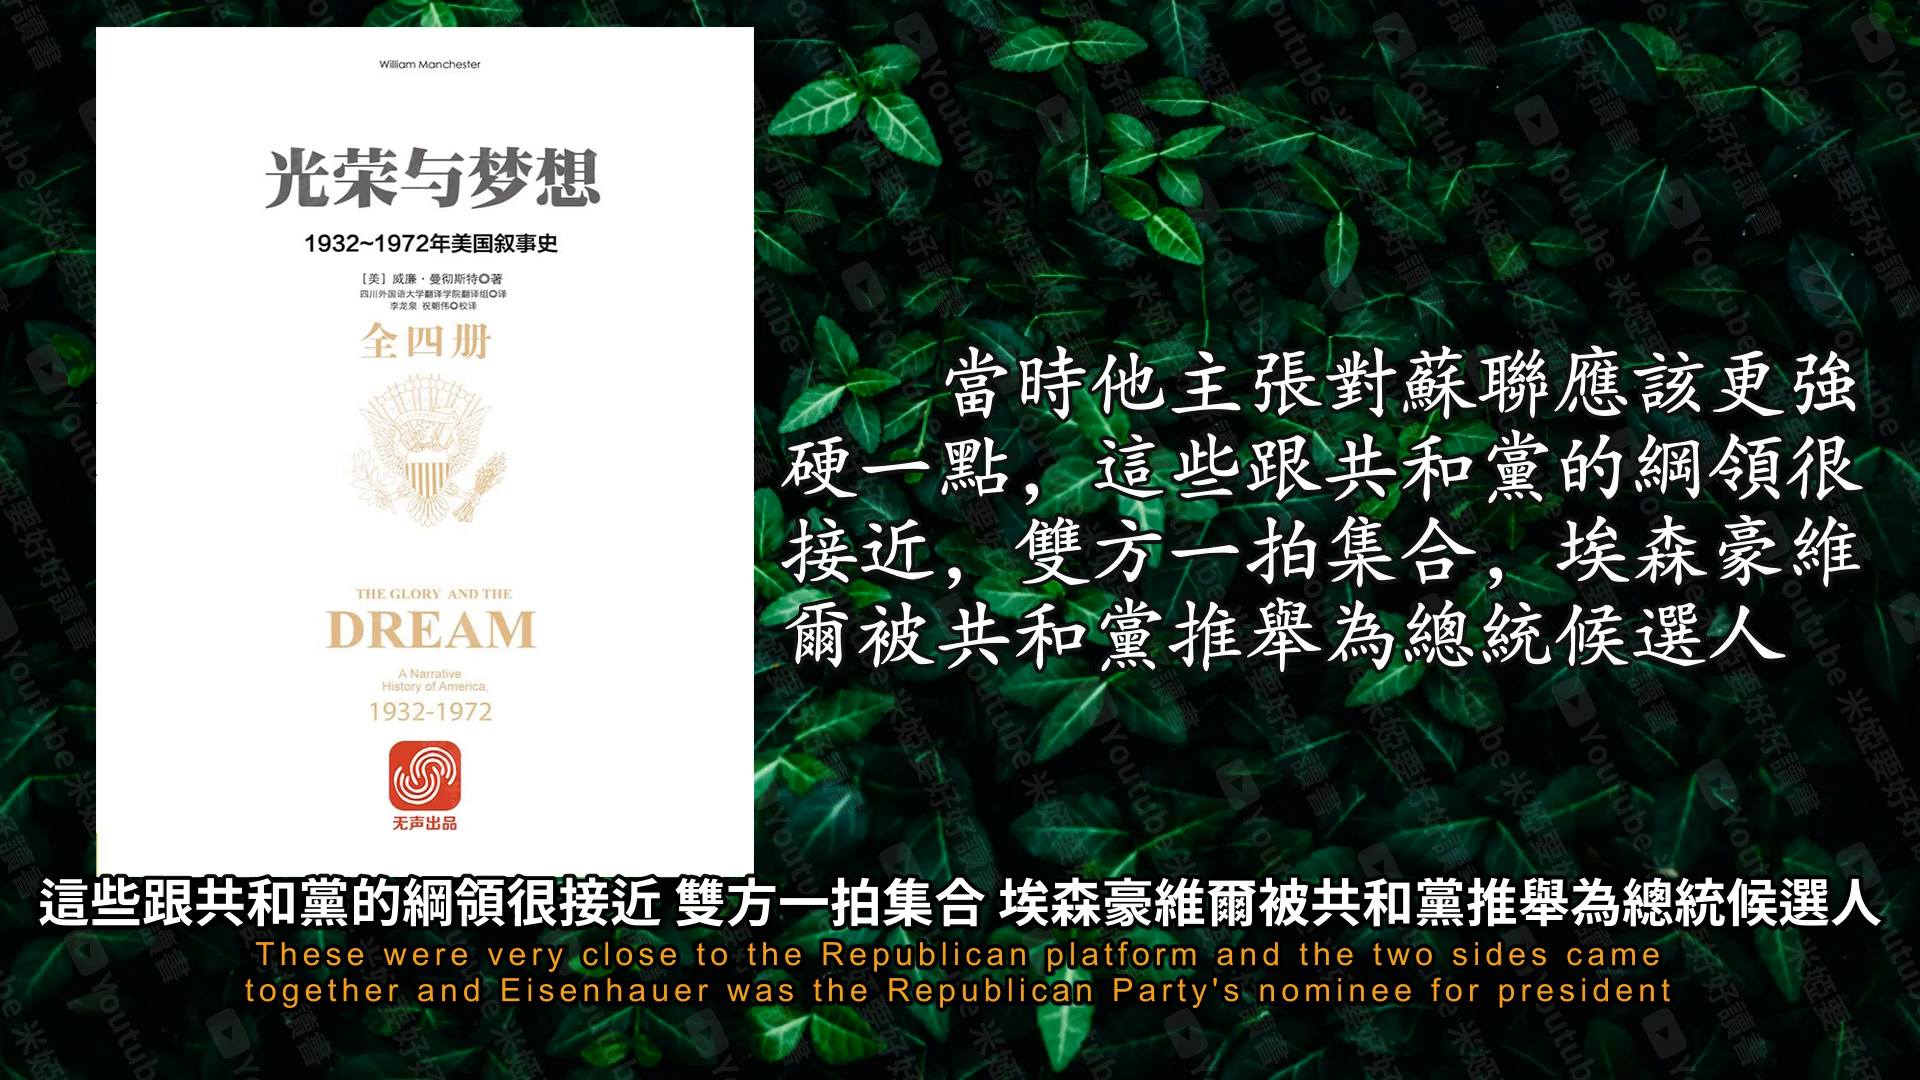 William Manchester
光荣与梦想
1932~1972年美国叙事史
［美］威廉·曼彻斯特◎著
四川外国语大学翻译学院翻译组◎译
李龙泉 祝朝伟◎校译
全四册
THE GLORY AND THE
DREAM
A Narrative
History of America,
1932-1972
无声出品
當時他主張對蘇聯應該更強
硬一點，這些跟共和黨的綱領很
接近，雙方一拍集合，埃森豪維
爾被共和黨推舉為總統候選人
這些跟共和黨的綱領很接近 雙方一拍集合 埃森豪維爾被共和黨推舉為總統候選人
These were very close to the Republican platform and the two sides came
together and Eisenhauer was the Republican Party's nominee for president
Youtube 米婭要好好讀書